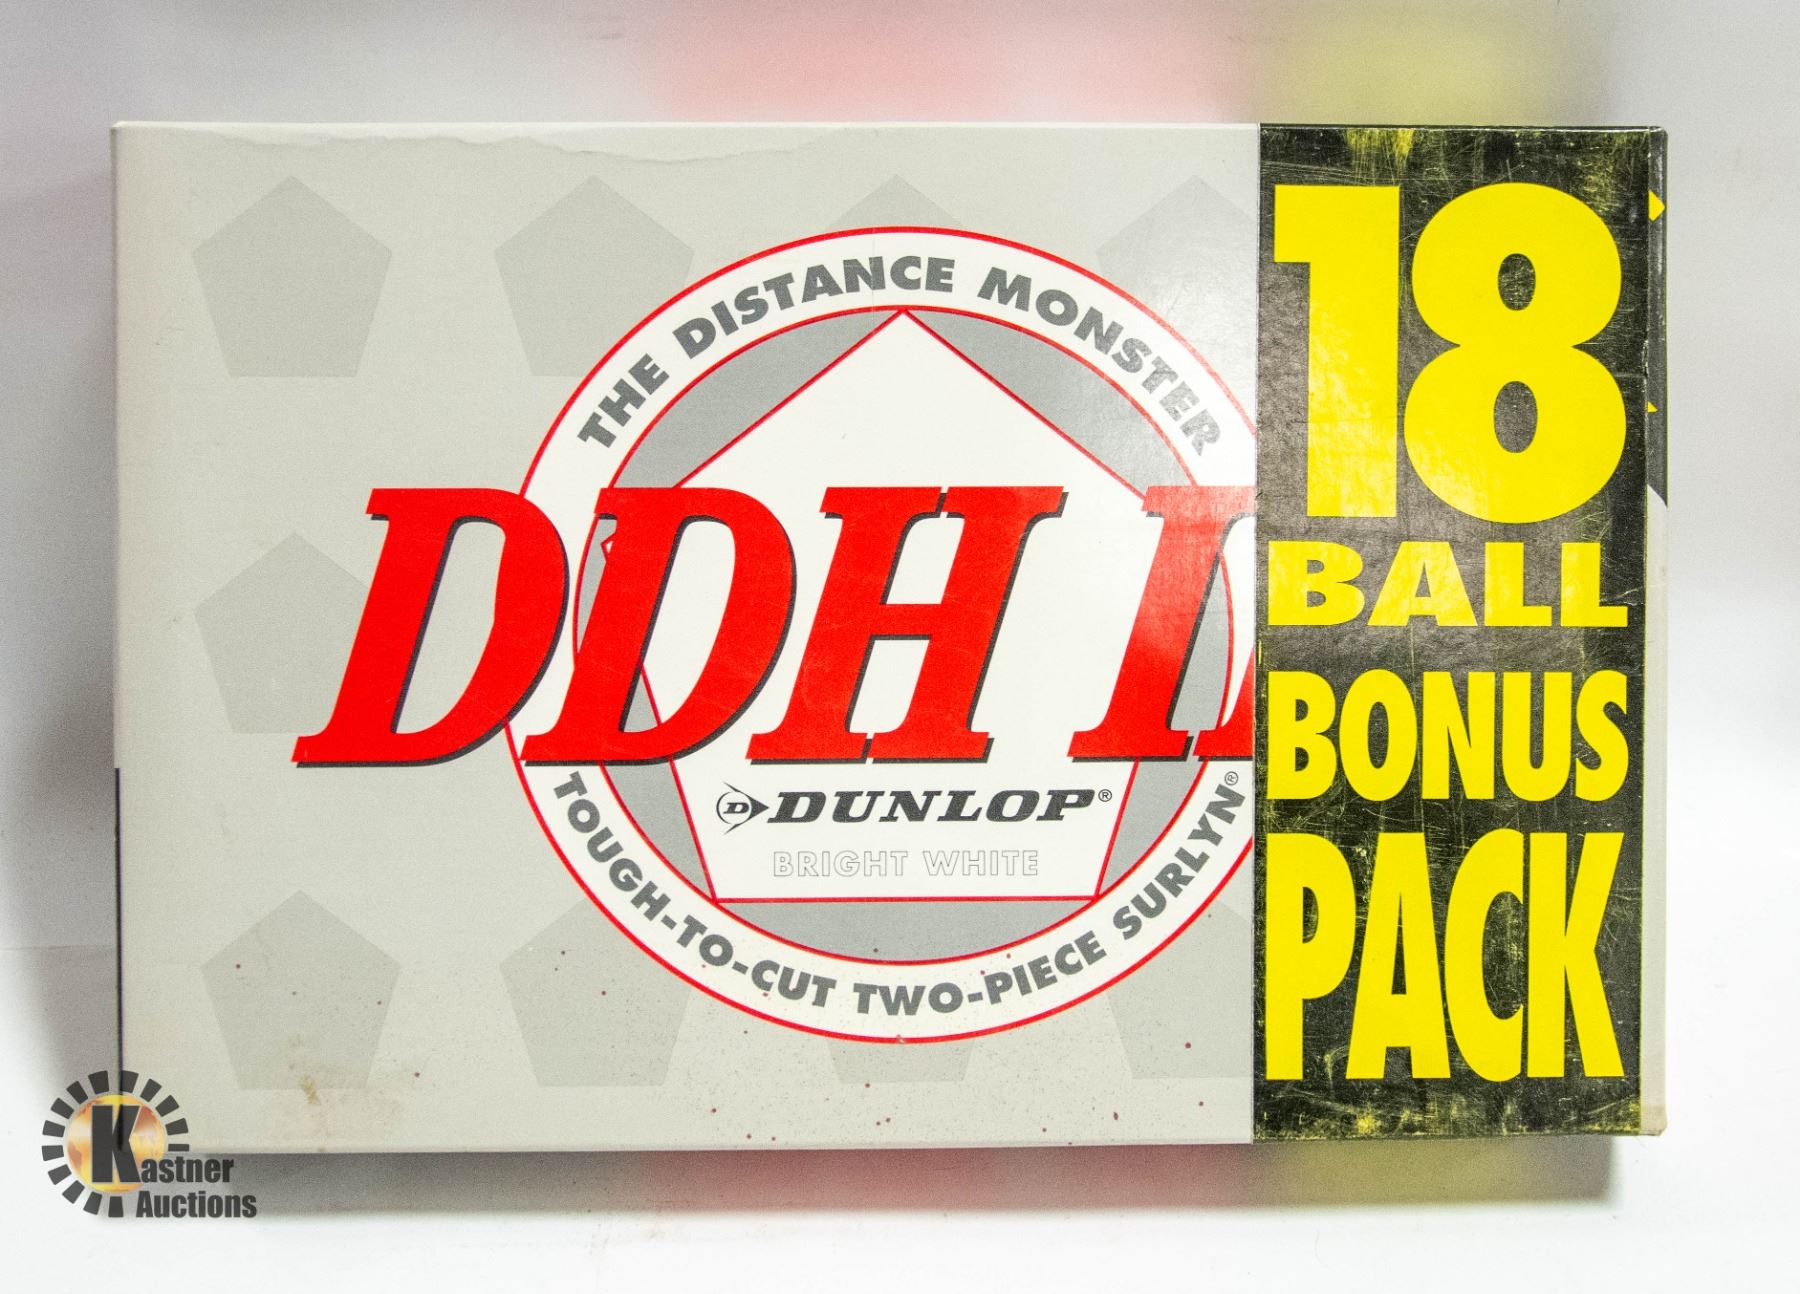 THE DISTANCE MONSTER
DDH
DUNLOP®
BRIGHT WHITE
TOUGH-TO-CUT TWO-PIECE SURLYN®
18
BALL
BONUS
PACK
Kastner
Auctions